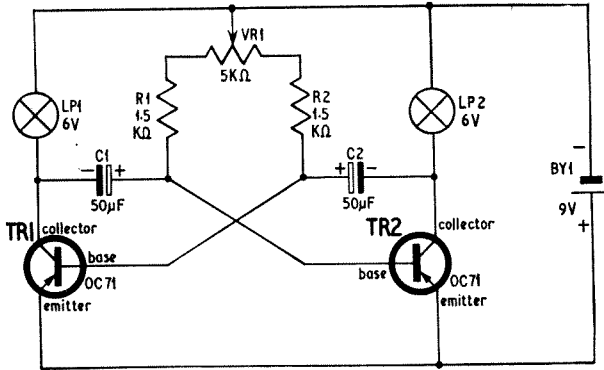 VR1
5KΩ
R1
1.5
KΩ
R2
1.5
KΩ
LP1
6V
LP2
6V
− C1 +
50µF
+ C2 −
50µF
−
BY1
9V
+
TR1 collector
base
OC71
emitter
TR2 collector
base
OC71
emitter